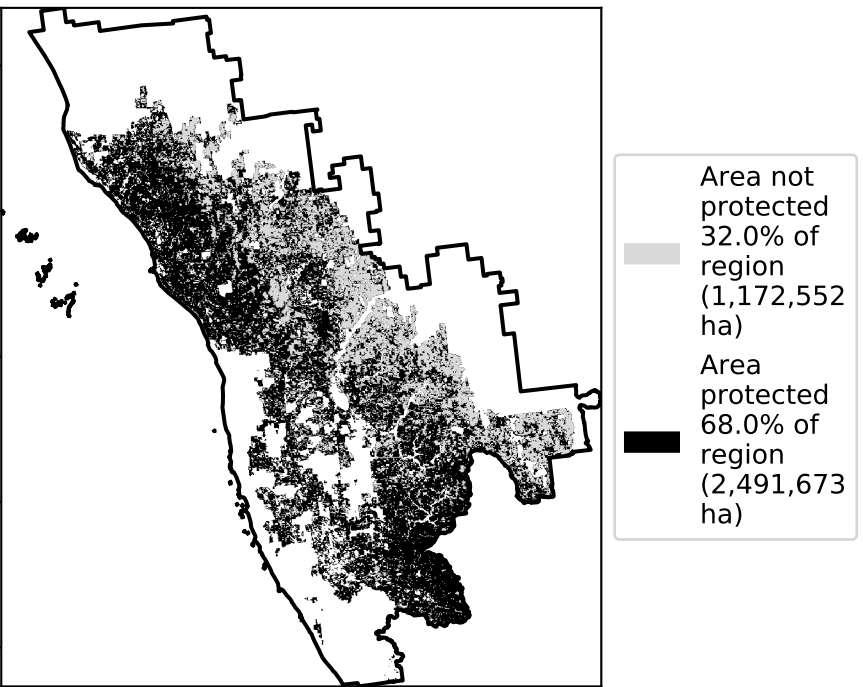 Area not
protected
32.0% of
region
(1,172,552
ha)
Area
protected
68.0% of
region
(2,491,673
ha)